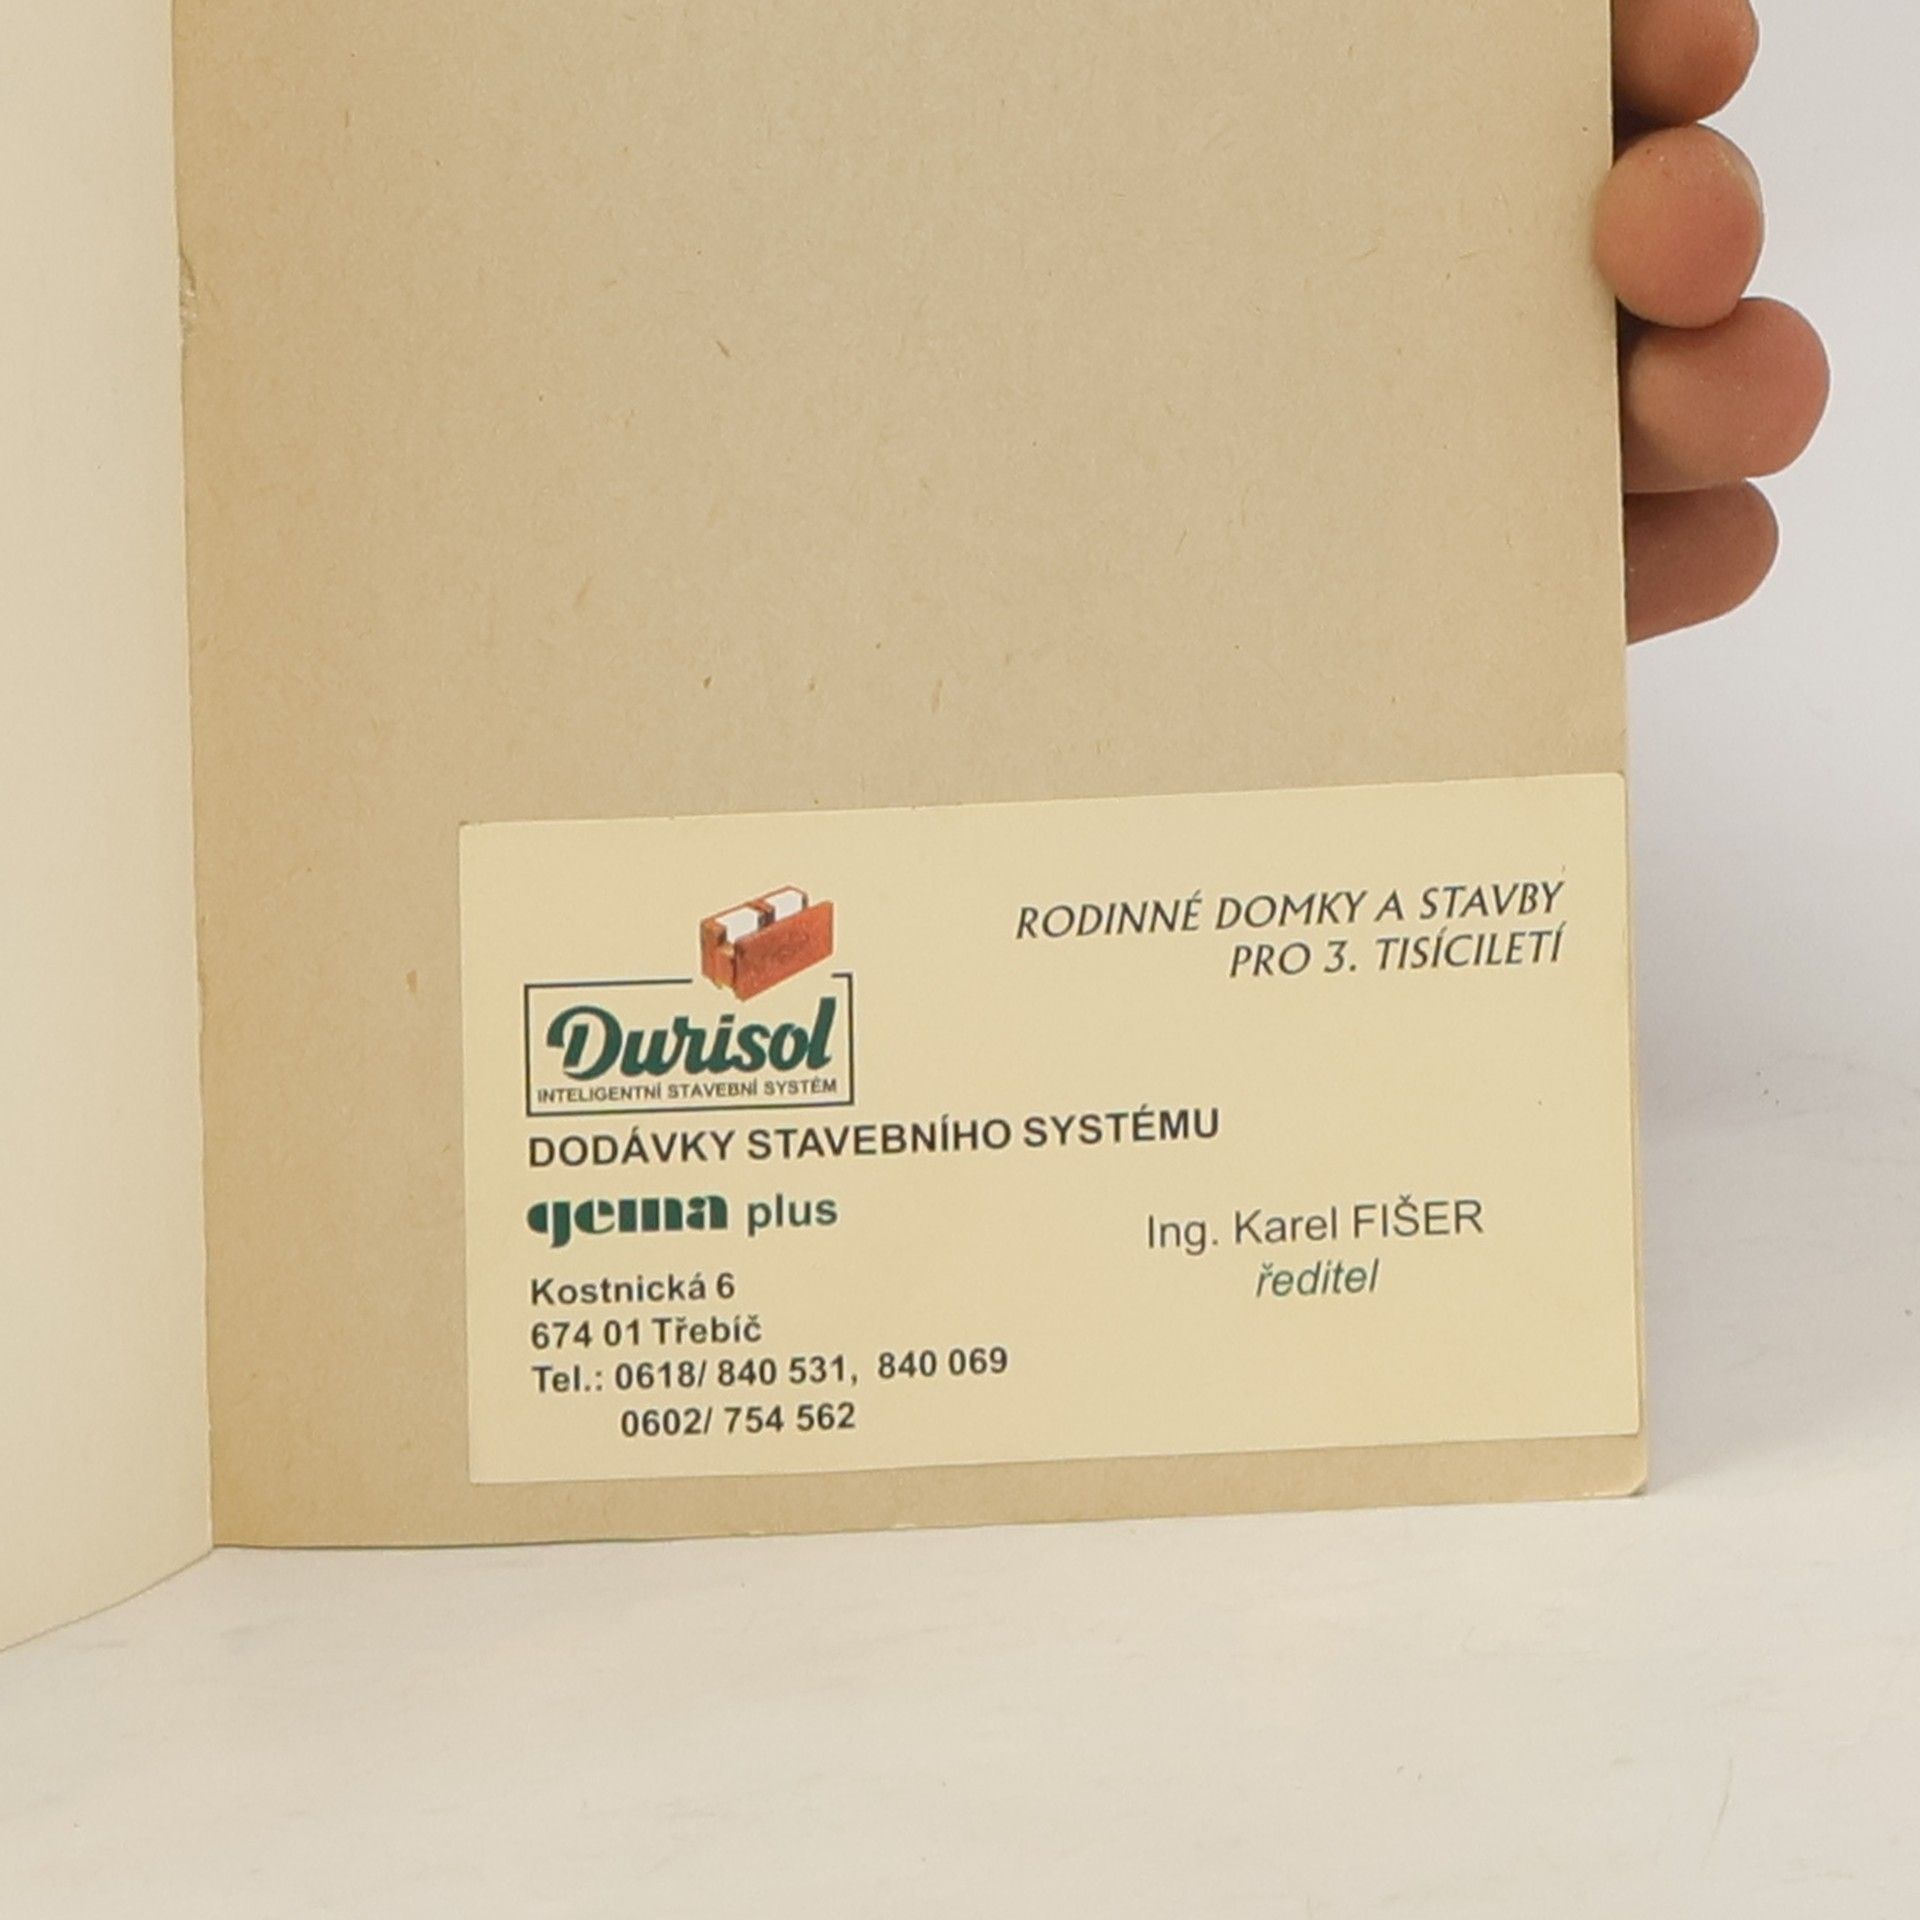 RODINNÉ DOMKY A STAVBY
PRO 3. TISÍCILETÍ
Durisol
INTELIGENTNÍ STAVEBNÍ SYSTÉM
DODÁVKY STAVEBNÍHO SYSTÉMU
gema plus
Ing. Karel FIŠER
ředitel
Kostnická 6
674 01 Třebíč
Tel.: 0618/ 840 531, 840 069
0602/ 754 562